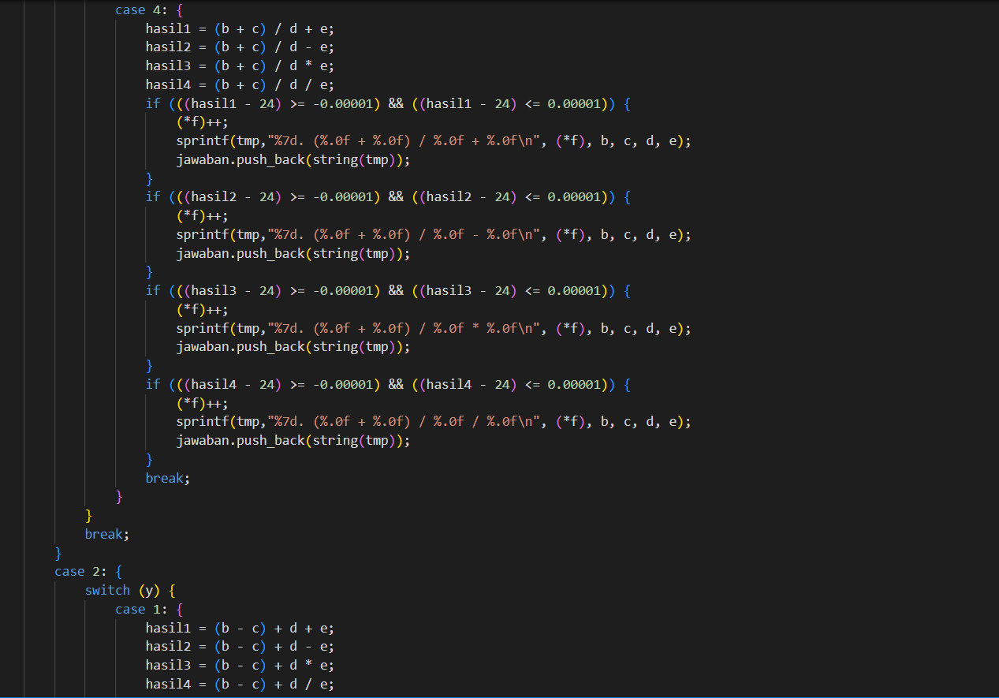 case 4: {
hasil1 = (b + c) / d + e;
hasil2 = (b + c) / d - e;
hasil3 = (b + c) / d * e;
hasil4 = (b + c) / d / e;
if (((hasil1 - 24) >= -0.00001) && ((hasil1 - 24) <= 0.00001)) {
(*f)++;
sprintf(tmp,"%7d. (%.0f + %.0f) / %.0f + %.0f\n", (*f), b, c, d, e);
jawaban.push_back(string(tmp));
}
if (((hasil2 - 24) >= -0.00001) && ((hasil2 - 24) <= 0.00001)) {
(*f)++;
sprintf(tmp,"%7d. (%.0f + %.0f) / %.0f - %.0f\n", (*f), b, c, d, e);
jawaban.push_back(string(tmp));
}
if (((hasil3 - 24) >= -0.00001) && ((hasil3 - 24) <= 0.00001)) {
(*f)++;
sprintf(tmp,"%7d. (%.0f + %.0f) / %.0f * %.0f\n", (*f), b, c, d, e);
jawaban.push_back(string(tmp));
}
if (((hasil4 - 24) >= -0.00001) && ((hasil4 - 24) <= 0.00001)) {
(*f)++;
sprintf(tmp,"%7d. (%.0f + %.0f) / %.0f / %.0f\n", (*f), b, c, d, e);
jawaban.push_back(string(tmp));
}
break;
}
}
break;
}
case 2: {
switch (y) {
case 1: {
hasil1 = (b - c) + d + e;
hasil2 = (b - c) + d - e;
hasil3 = (b - c) + d * e;
hasil4 = (b - c) + d / e;